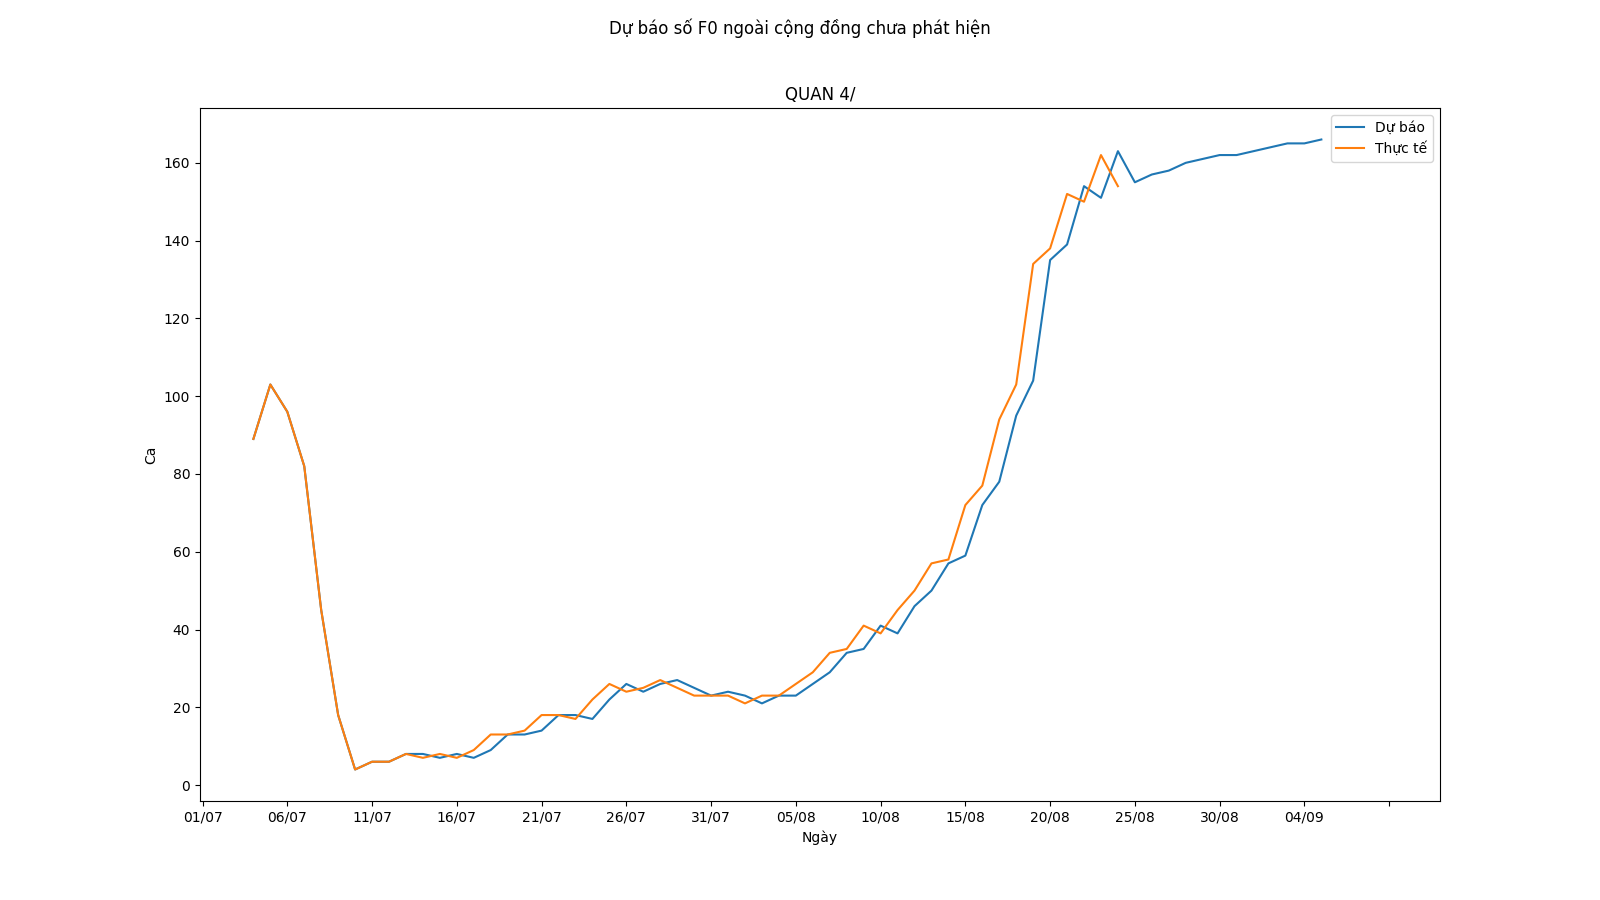 Dự báo số F0 ngoài cộng đồng chưa phát hiện
QUAN 4/
Dự báo
Thực tế
160
140
120
100
80
60
40
20
0
Ca
01/07 06/07 11/07 16/07 21/07 26/07 31/07 05/08 10/08 15/08 20/08 25/08 30/08 04/09
Ngày